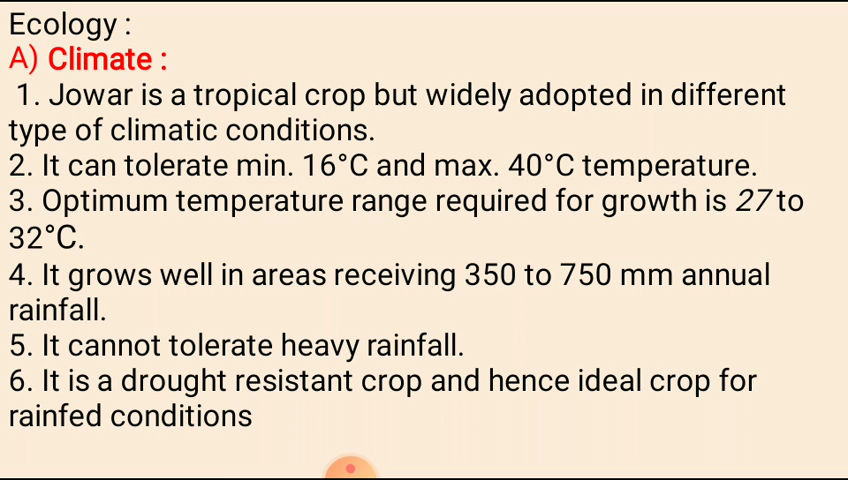 Ecology :
A) Climate :
1. Jowar is a tropical crop but widely adopted in different
type of climatic conditions.
2. It can tolerate min. 16°C and max. 40°C temperature.
3. Optimum temperature range required for growth is 27 to
32°C.
4. It grows well in areas receiving 350 to 750 mm annual
rainfall.
5. It cannot tolerate heavy rainfall.
6. It is a drought resistant crop and hence ideal crop for
rainfed conditions